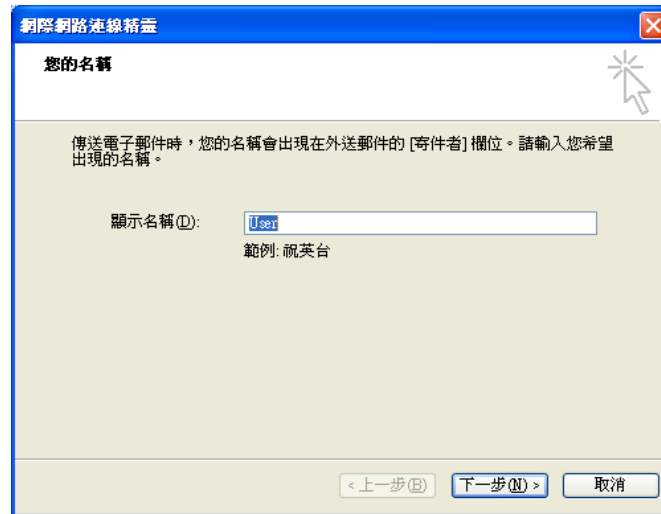 網際網路連線精靈
您的名稱
傳送電子郵件時，您的名稱會出現在外送郵件的 [寄件者] 欄位。請輸入您希望
出現的名稱。
顯示名稱(D): User
範例: 祝英台
<上一步(B) 下一步(N) > 取消